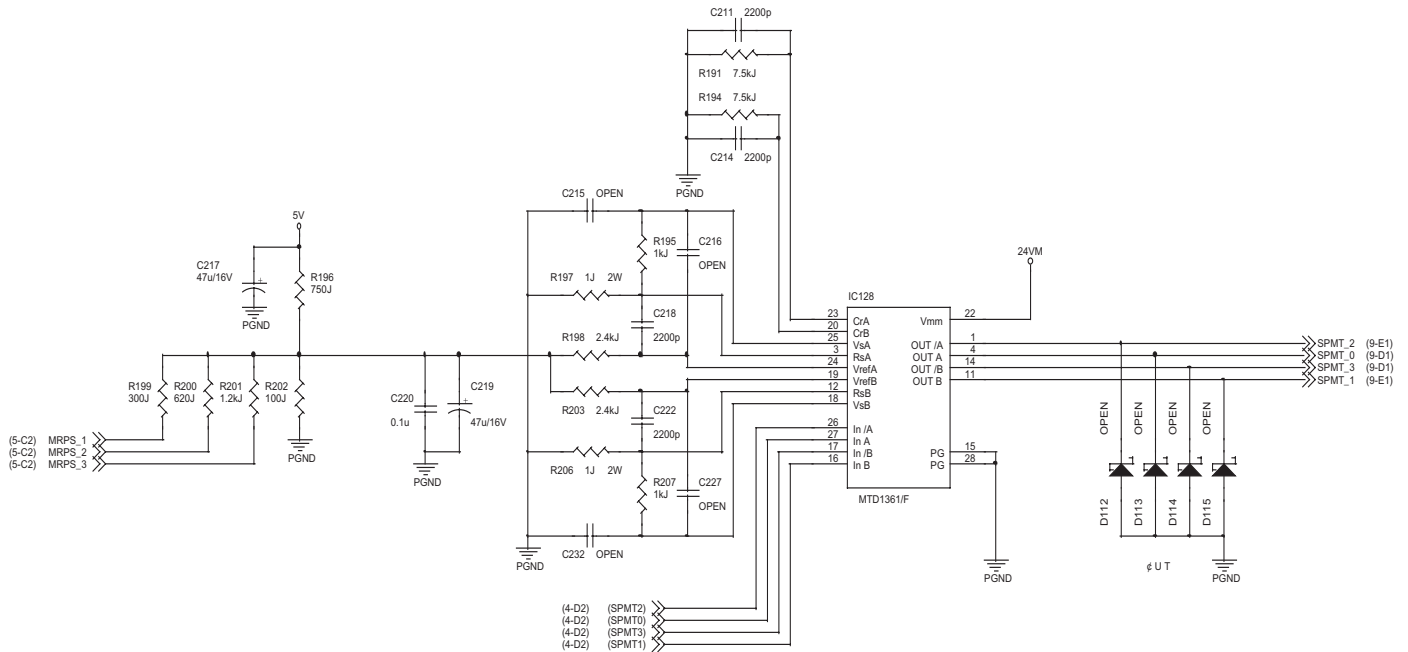 C211 2200p
R191 7.5kJ
R194 7.5kJ
C214 2200p
PGND
C215 OPEN
5V
R195
1kJ
C216
OPEN
C217
47u/16V
R196
750J
PGND
R197 1J 2W
C218
2200p
R198 2.4kJ
24VM
IC128
23 CrA Vmm 22
20 CrB
25 VsA OUT /A 1
3 RsA OUT A 4
24 VrefA OUT /B 14
19 VrefB OUT B 11
12 RsB
18 VsB
26 In /A
27 In A
17 In /B PG 15
16 In B PG 28
MTD1361/F
SPMT_2 (9-E1)
SPMT_0 (9-D1)
SPMT_3 (9-D1)
SPMT_1 (9-E1)
R199
300J
R200
620J
R201
1.2kJ
R202
100J
C220
0.1u
C219
47u/16V
R203 2.4kJ
C222
2200p
(5-C2) MRPS_1
(5-C2) MRPS_2
(5-C2) MRPS_3
PGND
PGND
R206 1J 2W
R207
1kJ
C227
OPEN
C232 OPEN
PGND
OPEN
OPEN
OPEN
OPEN
D112
D113
D114
D115
¢ U T
PGND
PGND
(4-D2) (SPMT2)
(4-D2) (SPMT0)
(4-D2) (SPMT3)
(4-D2) (SPMT1)